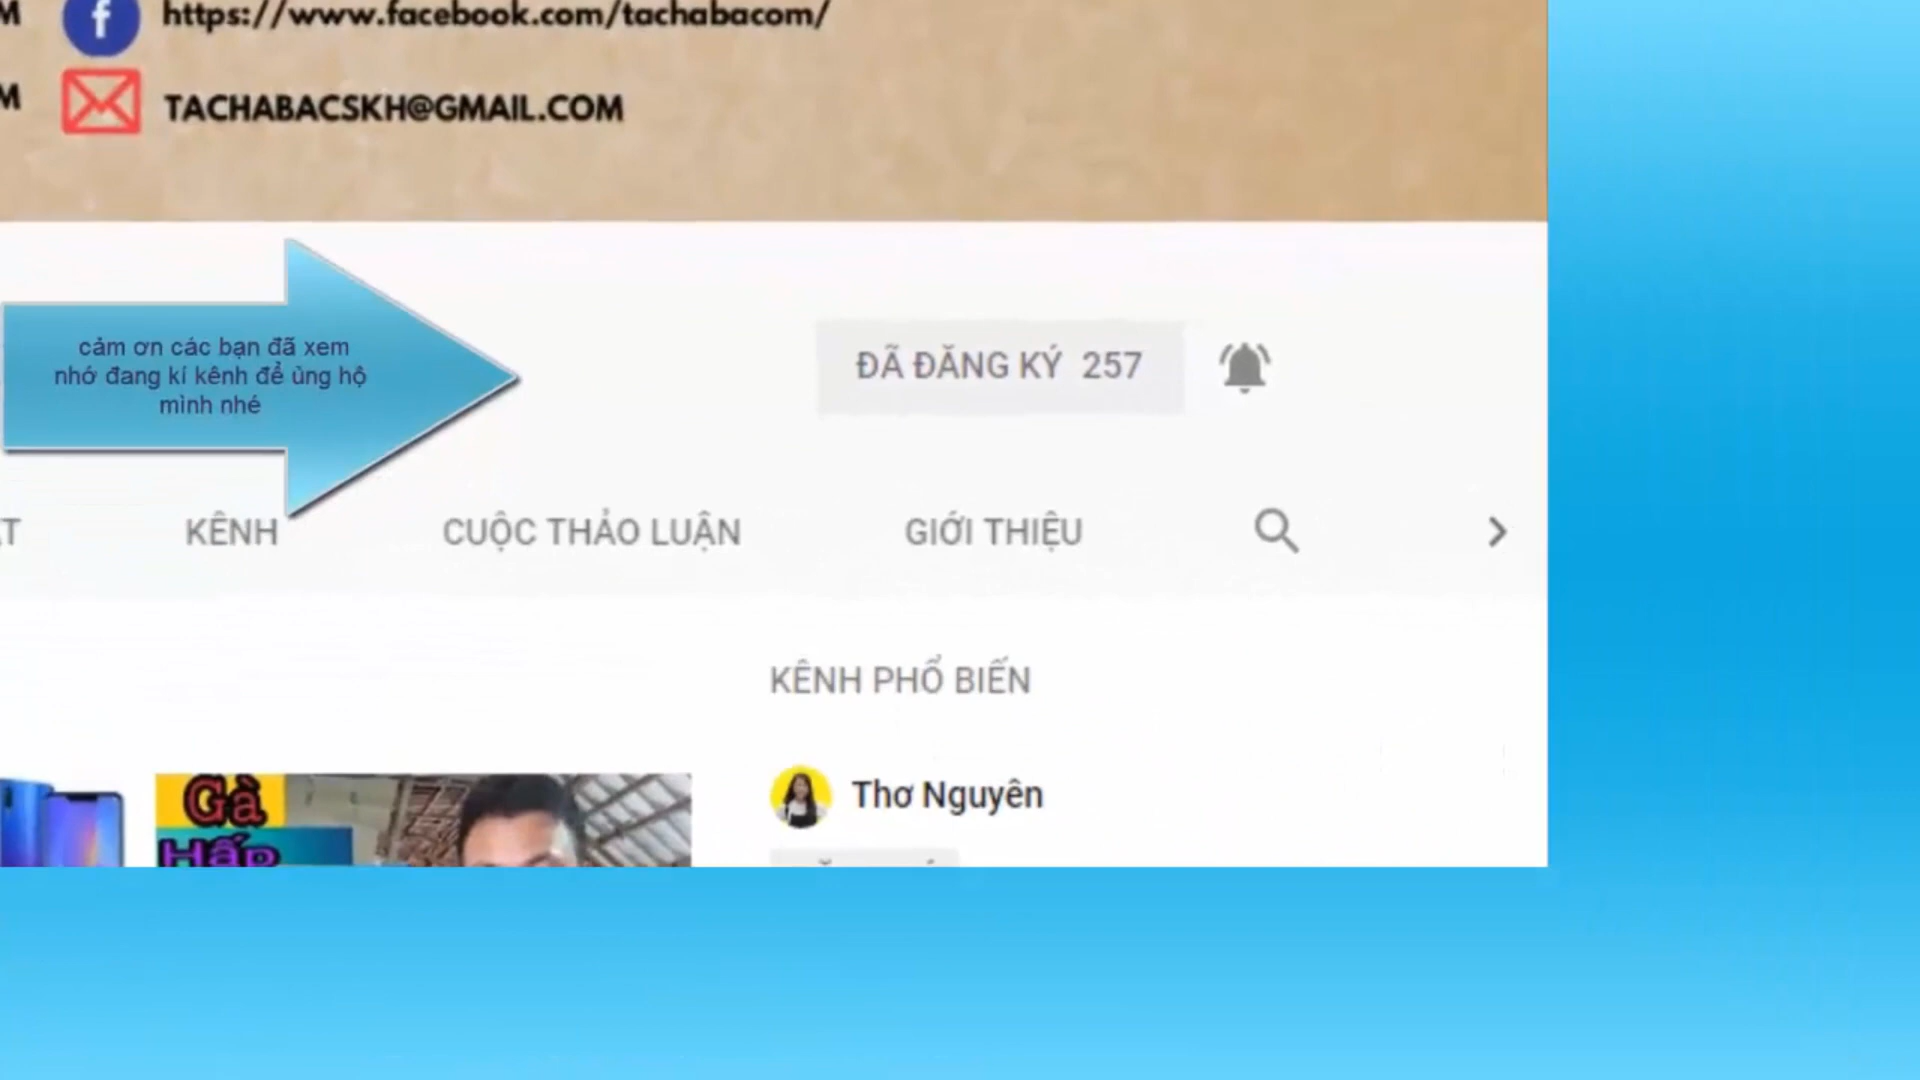 https://www.facebook.com/tachabacom/
TACHABACSKH@GMAIL.COM
cảm ơn các bạn đã xem
nhớ đang kí kênh để ủng hộ
mình nhé
ĐÃ ĐĂNG KÝ 257
KÊNH
CUỘC THẢO LUẬN
GIỚI THIỆU
KÊNH PHỔ BIẾN
Thơ Nguyên
Gà
Hấp